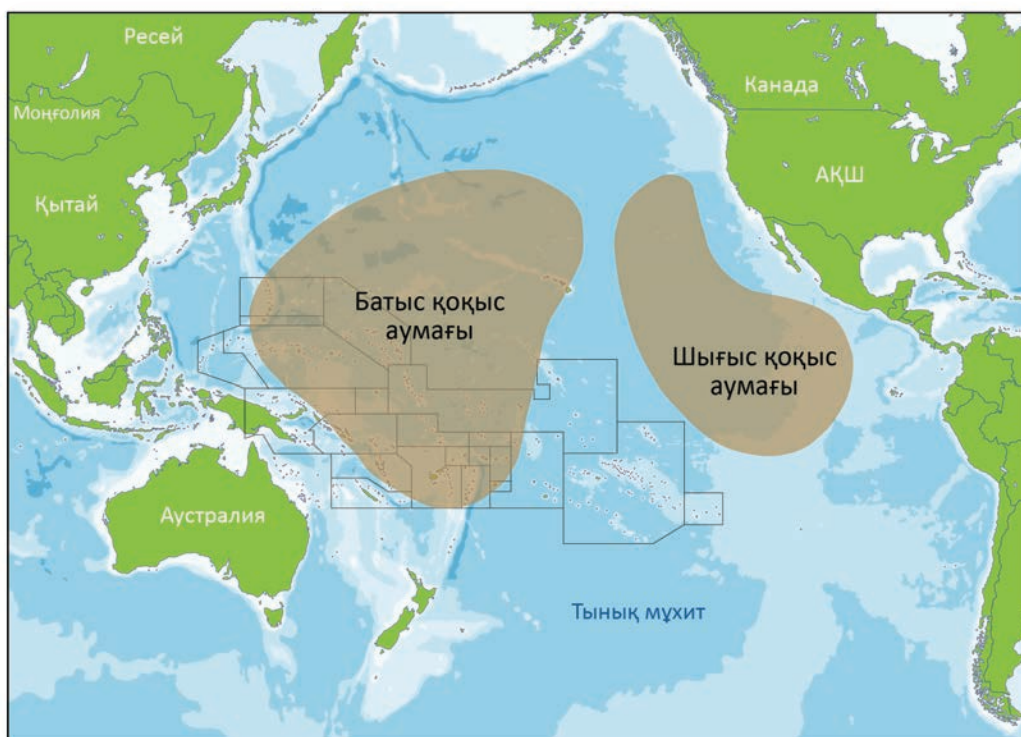 Ресей
Канада
Моңғолия
АҚШ
Қытай
Батыс қоқыс
аумағы
Шығыс қоқыс
аумағы
Аустралия
Тынық мұхит